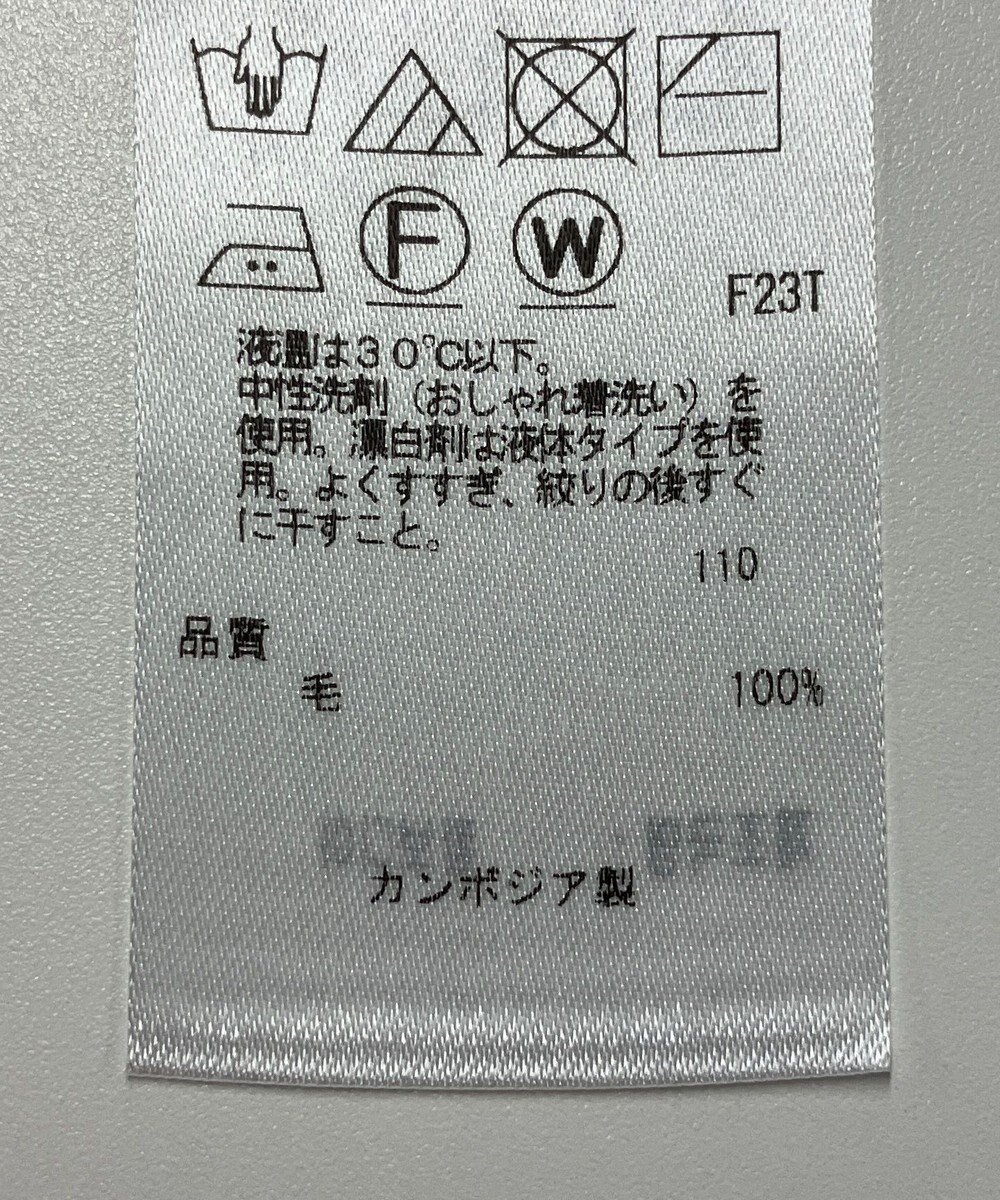 F W
F23T
液温は30℃以下。
中性洗剤（おしゃれ着洗い）を
使用。漂白剤は液体タイプを使
用。よくすすぎ、絞りの後すぐ
に干すこと。
110
品質
毛 100%
カンボジア製